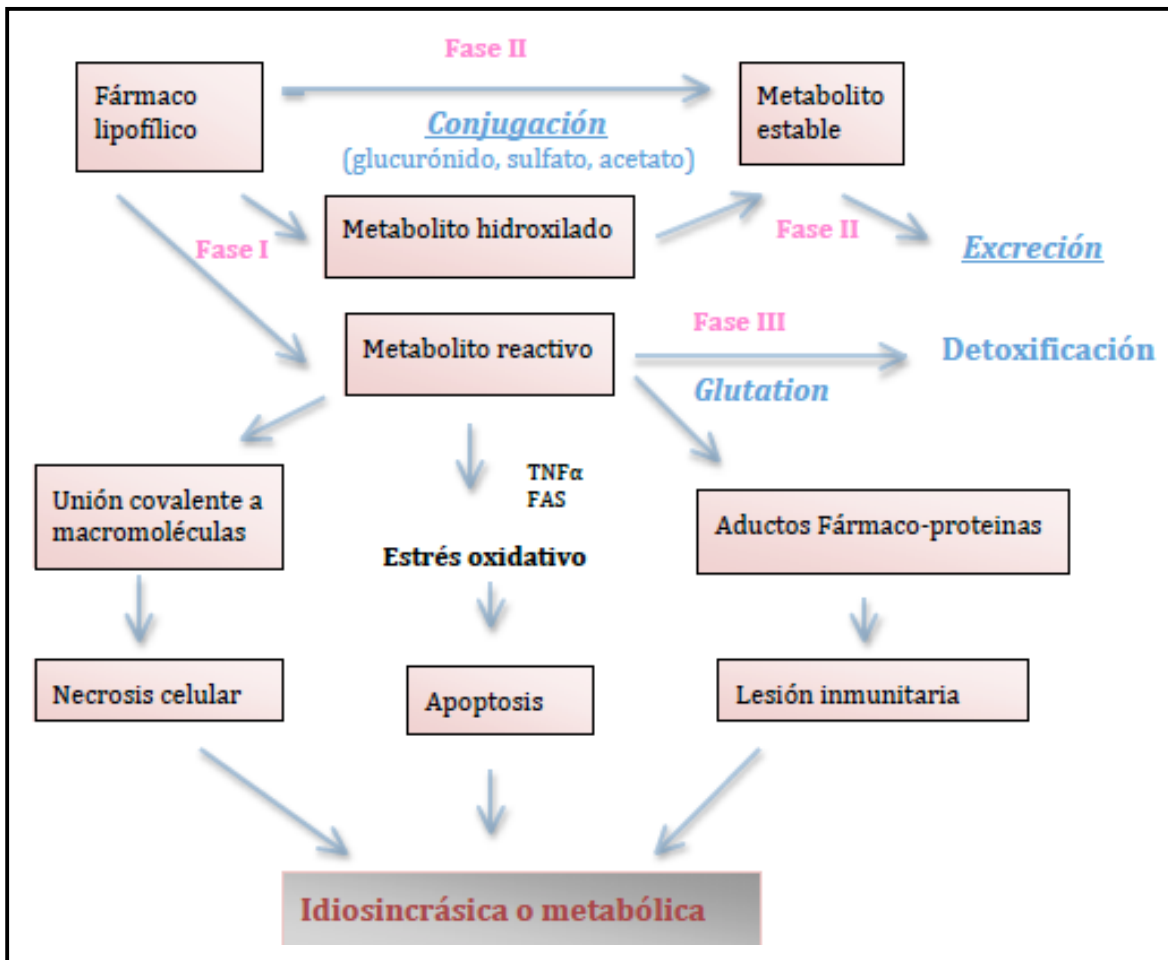 Fase II
Fármaco
lipofílico
Metabolito
estable
Conjugación
(glucurónido, sulfato, acetato)
Metabolito hidroxilado
Fase I
Fase II
Excreción
Metabolito reactivo
Fase III
Detoxificación
Glutation
TNFα
FAS
Unión covalente a
macromoléculas
Aductos Fármaco-proteinas
Estrés oxidativo
Necrosis celular
Apoptosis
Lesión inmunitaria
Idiosincrásica o metabólica